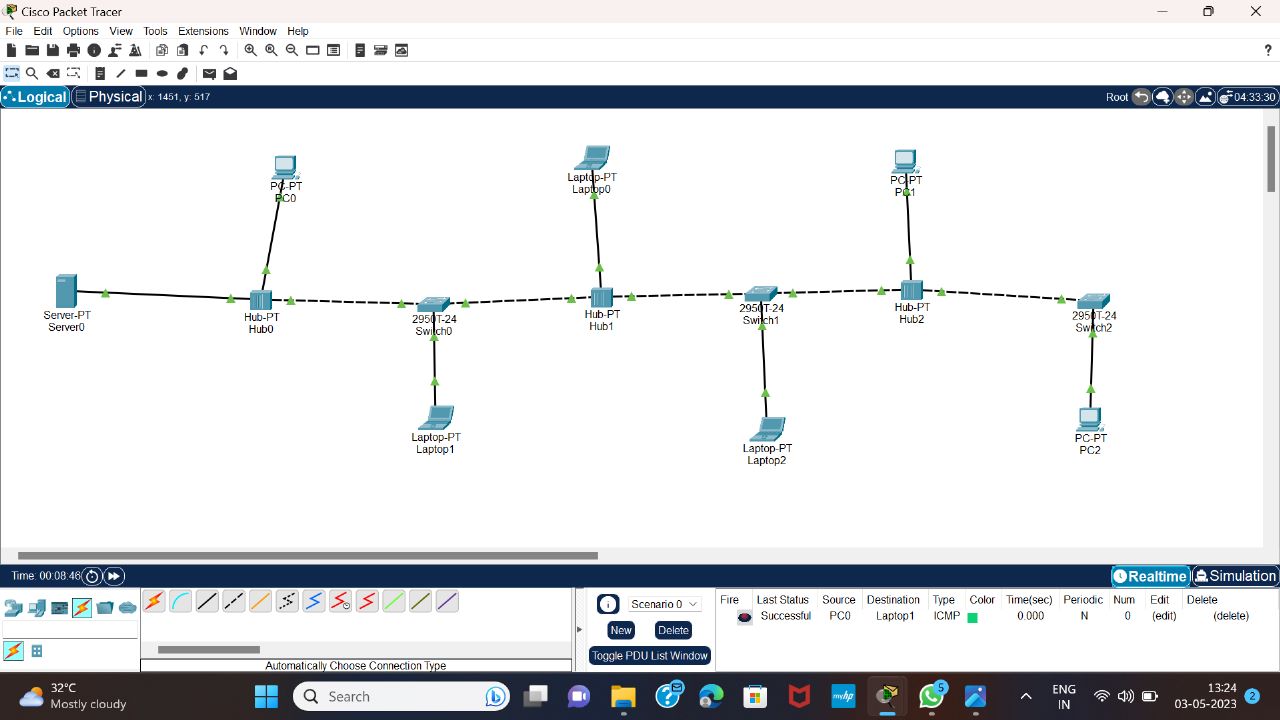 Cisco Packet Tracer
File Edit Options View Tools Extensions Window Help
?
Logical Physical x: 1451, y: 517 Root 04:33:30
PC-PT
PC0
Laptop-PT
Laptop0
PC-PT
PC1
Server-PT
Server0
Hub-PT
Hub0
2950T-24
Switch0
Hub-PT
Hub1
2950T-24
Switch1
Hub-PT
Hub2
2950T-24
Switch2
Laptop-PT
Laptop1
Laptop-PT
Laptop2
PC-PT
PC2
Time: 00:08:46 Realtime Simulation
Automatically Choose Connection Type
Scenario 0
New Delete
Toggle PDU List Window
Fire Last Status Source Destination Type Color Time(sec) Periodic Num Edit Delete
Successful PC0 Laptop1 ICMP 0.000 N 0 (edit) (delete)
32°C
Mostly cloudy
Search
myhp
5
ENG
IN
13:24
03-05-2023
2